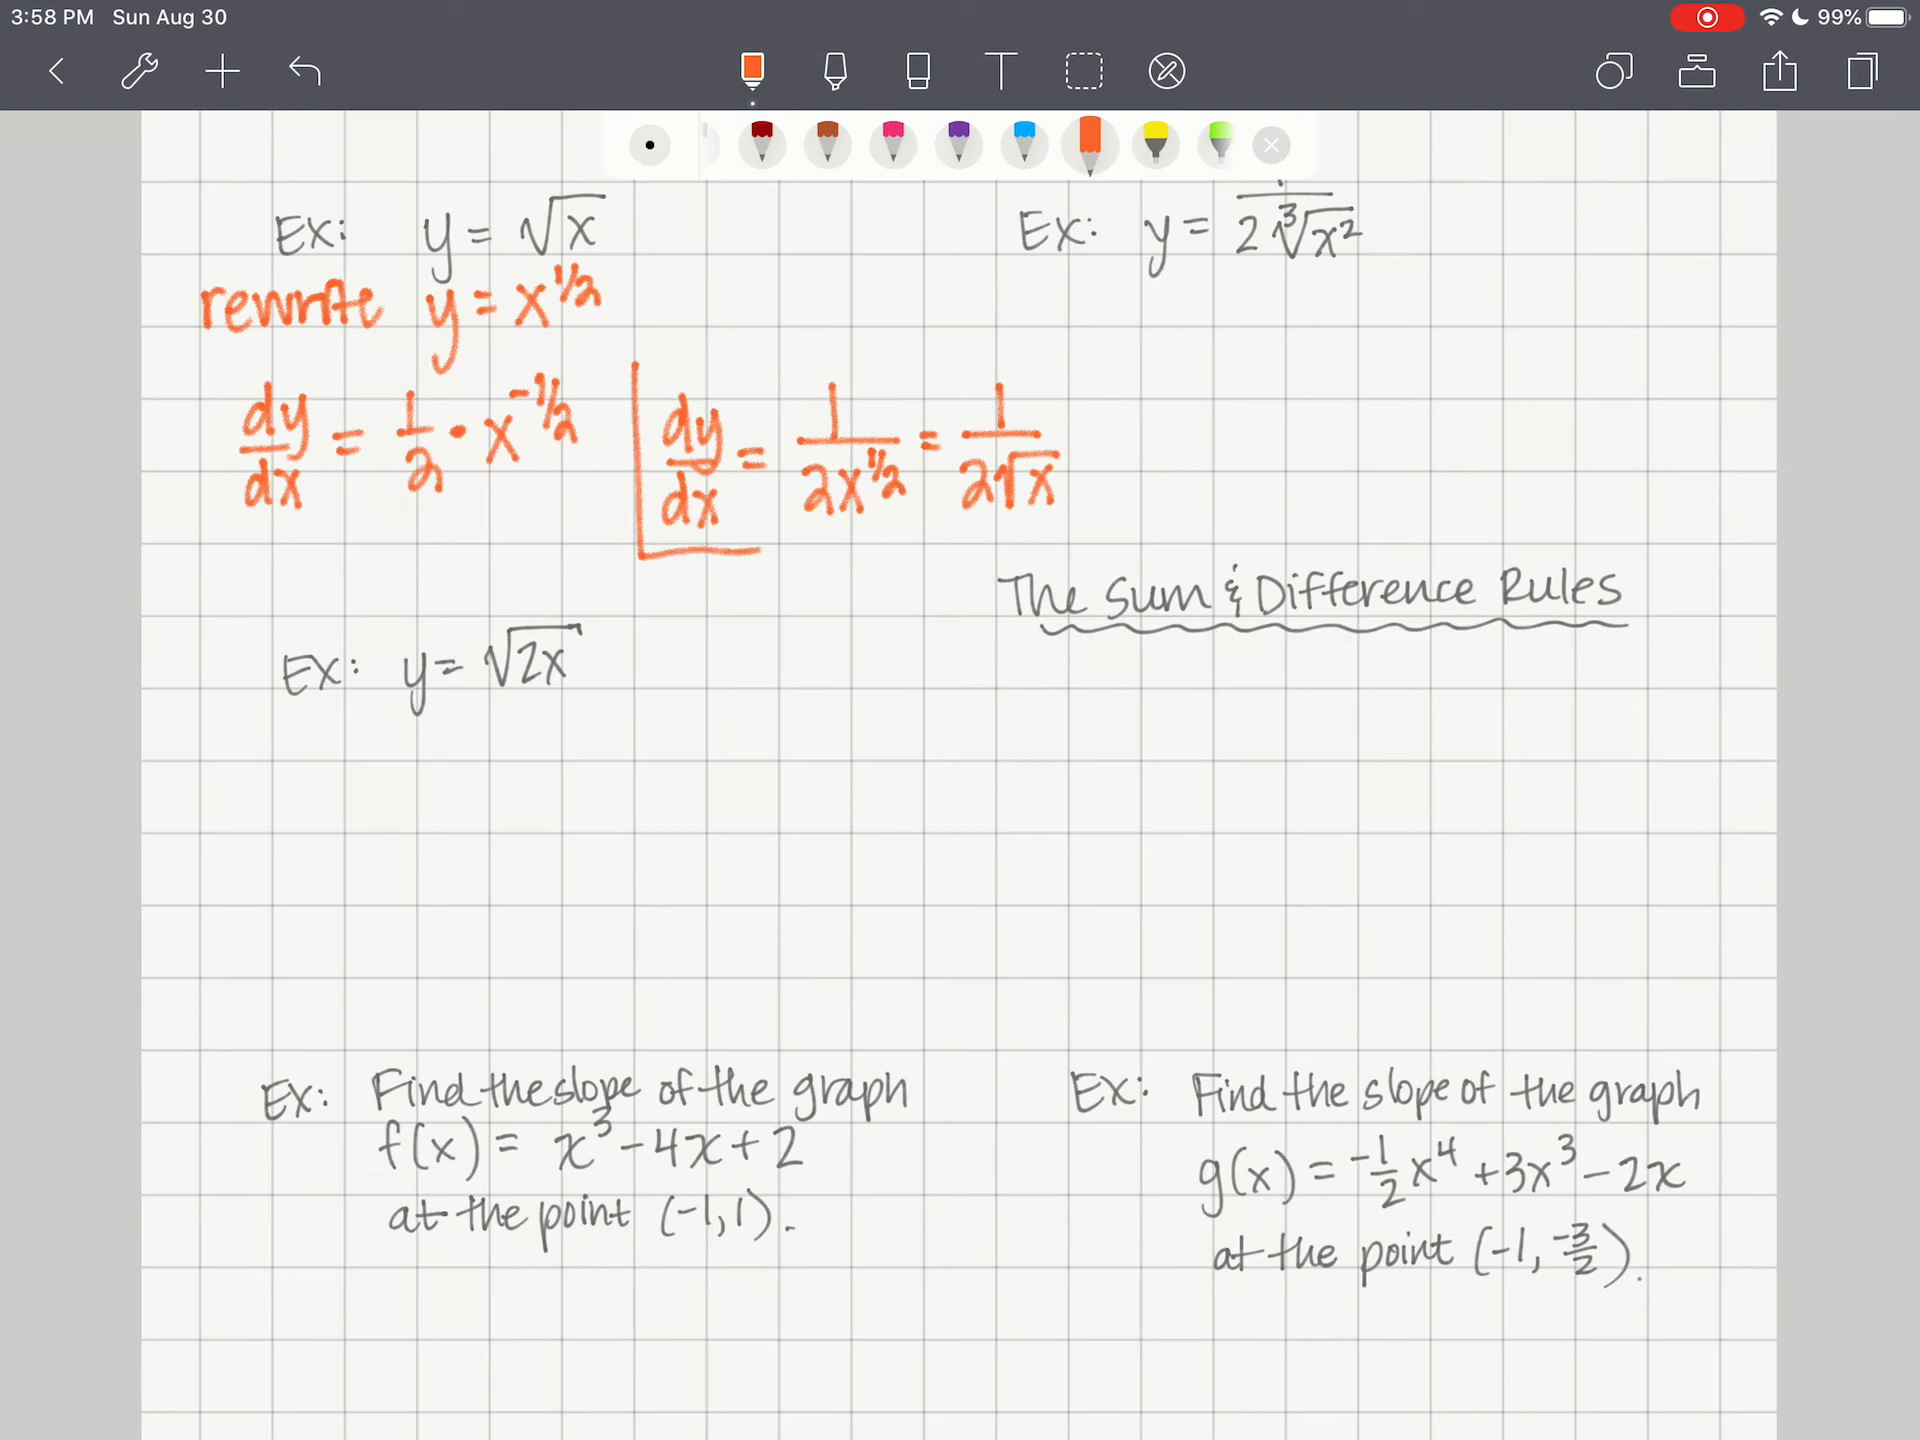 3:58 PM Sun Aug 30
99%
Ex: y = √x
rewrite y = x^1/2
dy/dx = 1/2 · x^-1/2
dy/dx = 1/2x^1/2 = 1/2√x
Ex: y = 1/2∛x²
The Sum & Difference Rules
Ex: y = √2x
Ex: Find the slope of the graph
f(x) = x³ - 4x + 2
at the point (-1, 1).
Ex: Find the slope of the graph
g(x) = -1/2 x⁴ + 3x³ - 2x
at the point (-1, -3/2).